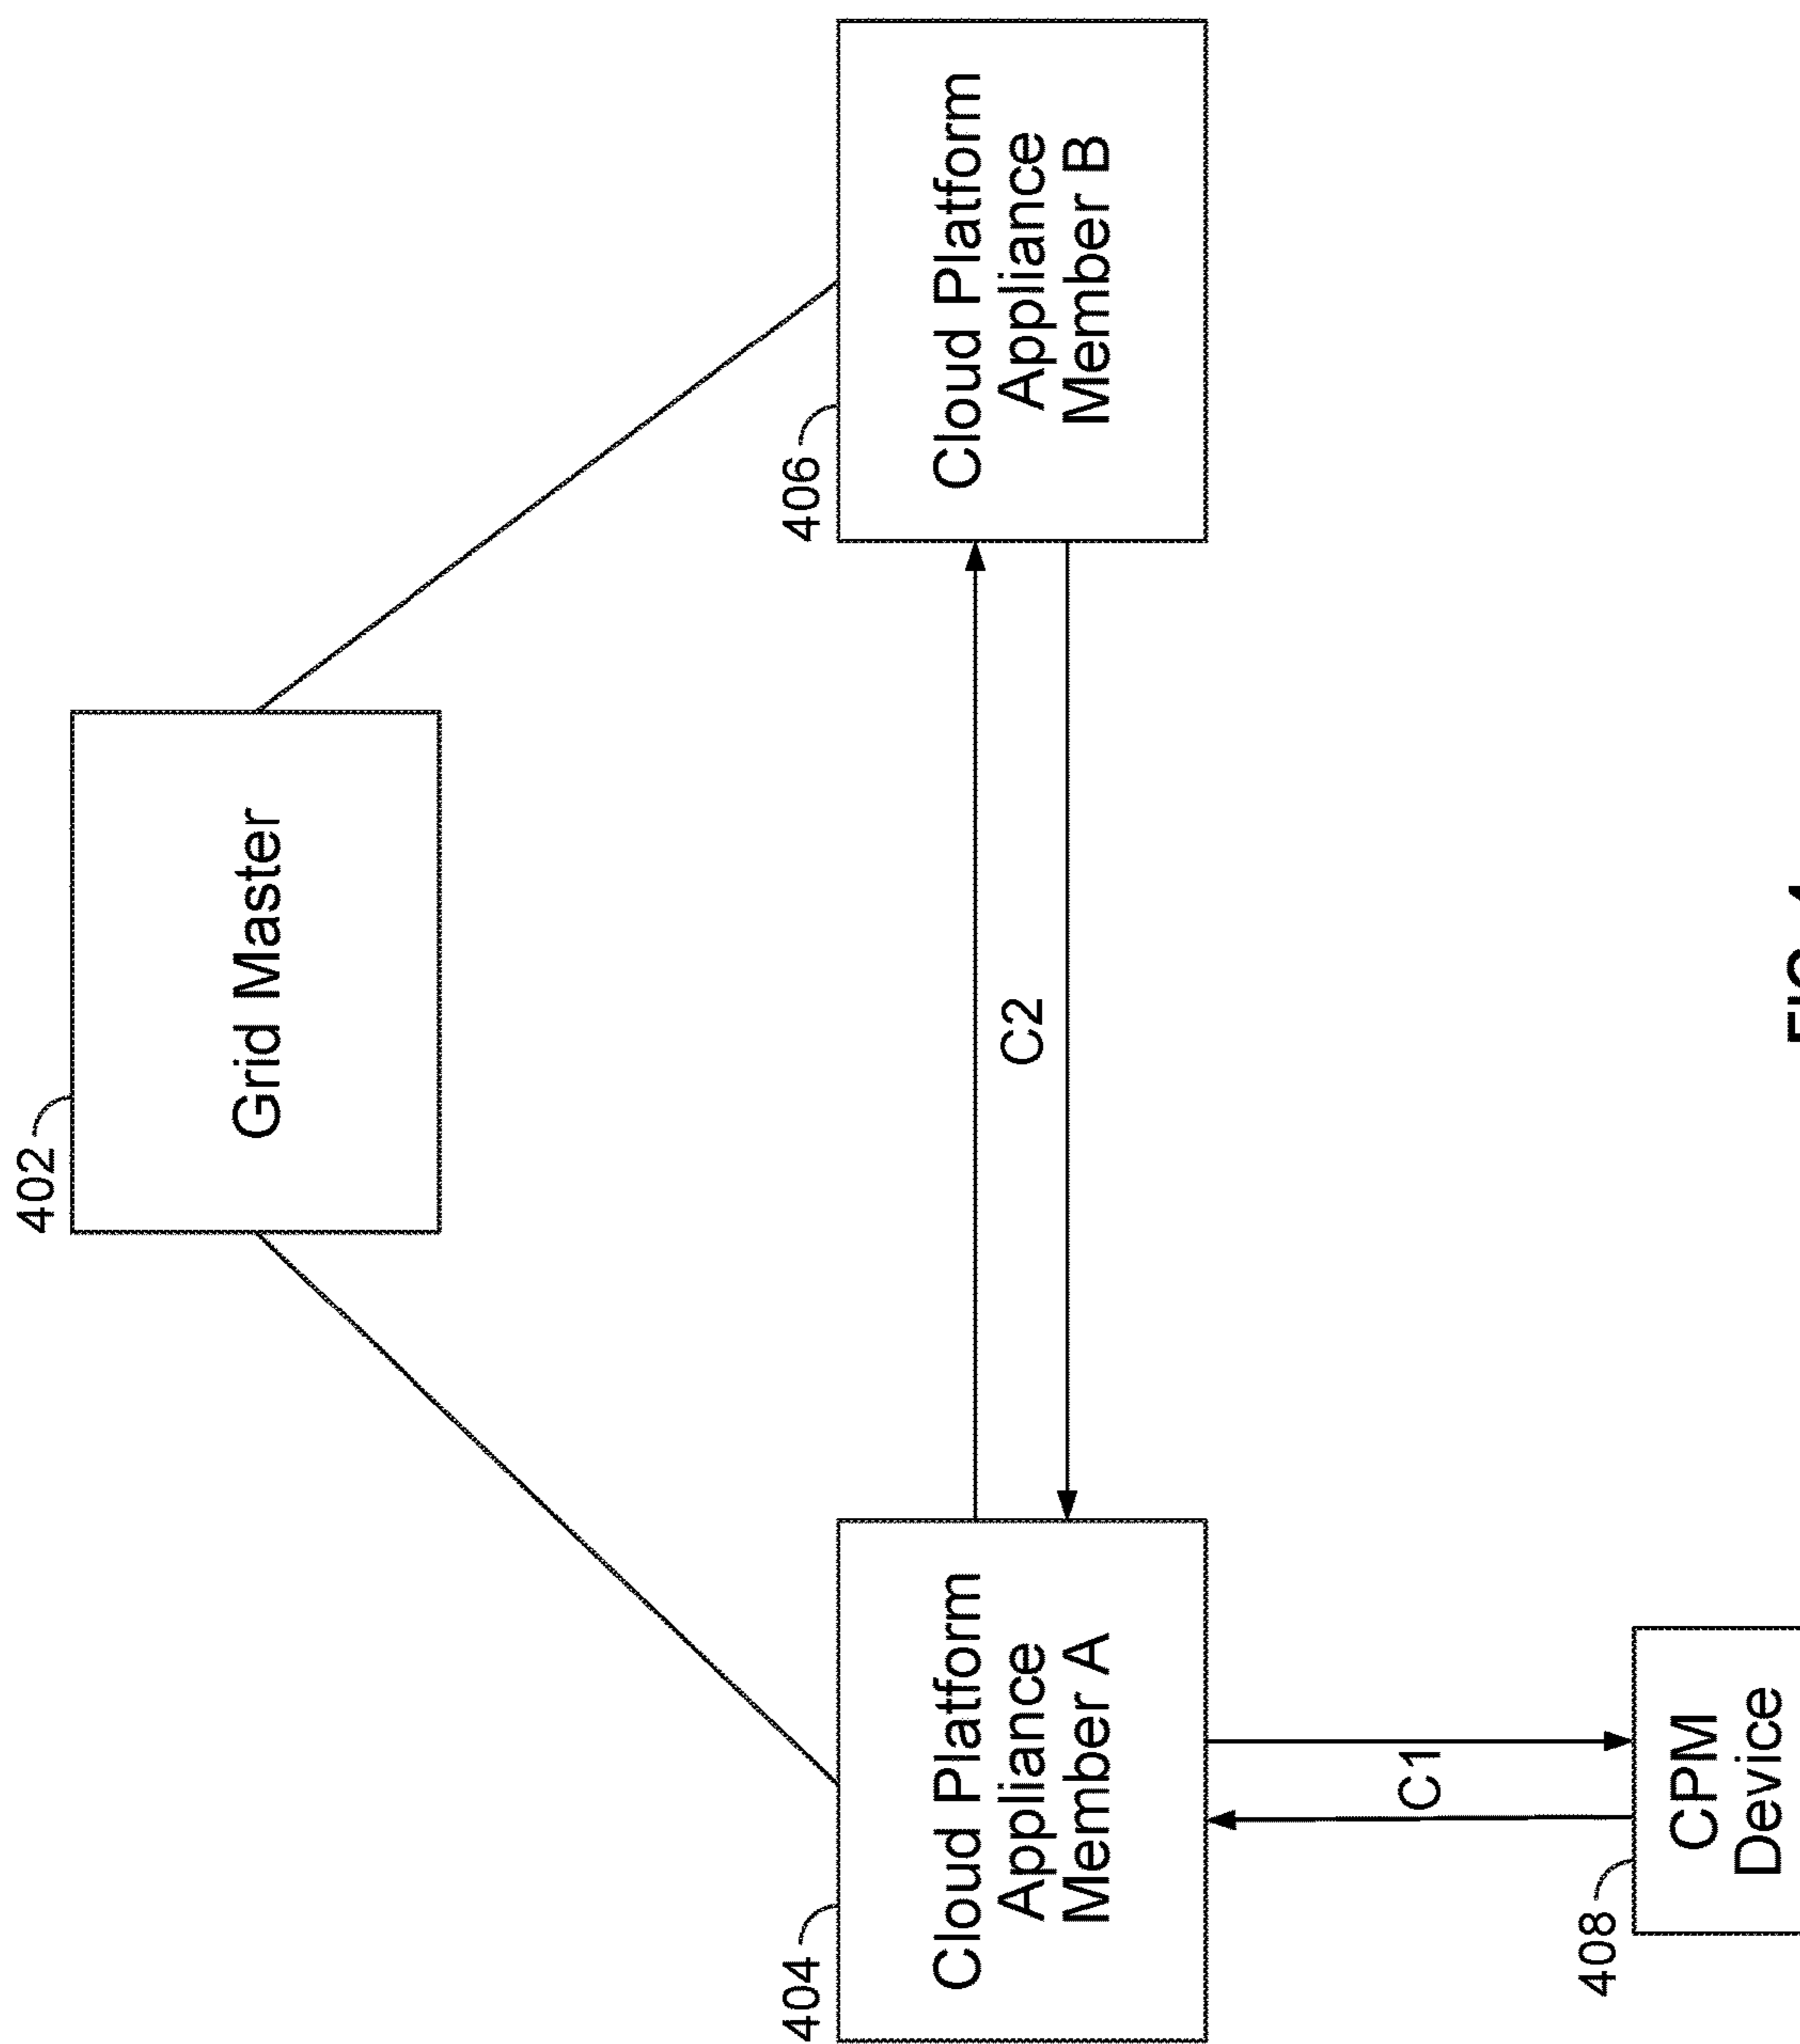 402
Grid Master
404
Cloud Platform
Appliance
Member A
C2
406
Cloud Platform
Appliance
Member B
C1
408
CPM
Device